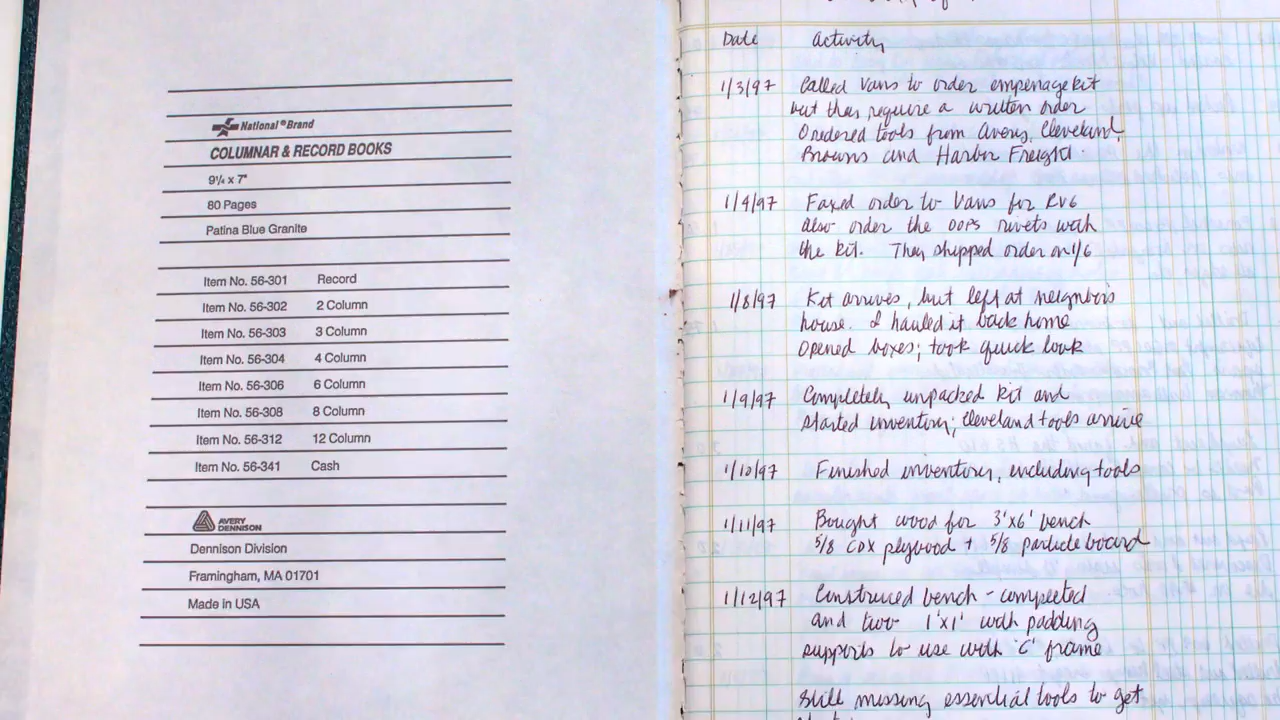 National ® Brand
COLUMNAR & RECORD BOOKS
9¼ x 7"
80 Pages
Patina Blue Granite
Item No. 56-301 Record
Item No. 56-302 2 Column
Item No. 56-303 3 Column
Item No. 56-304 4 Column
Item No. 56-306 6 Column
Item No. 56-308 8 Column
Item No. 56-312 12 Column
Item No. 56-341 Cash
AVERY
DENNISON
Dennison Division
Framingham, MA 01701
Made in USA
Date Activity
1/3/97 Called Vans to order empenage kit
but they require a written order
Oredered tools from Avery, Cleveland,
Browns and Harbor Freight.
1/4/97 Faxed order to Vans for RV6
Also order the oops rivets with
the kit. They shipped order on 1/6
1/8/97 Kit arrives, but left at neighbors
house. I hauled it back home
Opened boxes; took quick look
1/9/97 Completely unpacked kit and
started inventory; Cleveland tools arrive
1/10/97 Finished inventory, including tools
1/11/97 Bought wood for 3'x6' bench
5/8 CDX plywood + 5/8 particle board
1/12/97 Construced bench - completed
and two 1'x1' with padding
supports to use with 'C' frame
Still missing essential tools to get